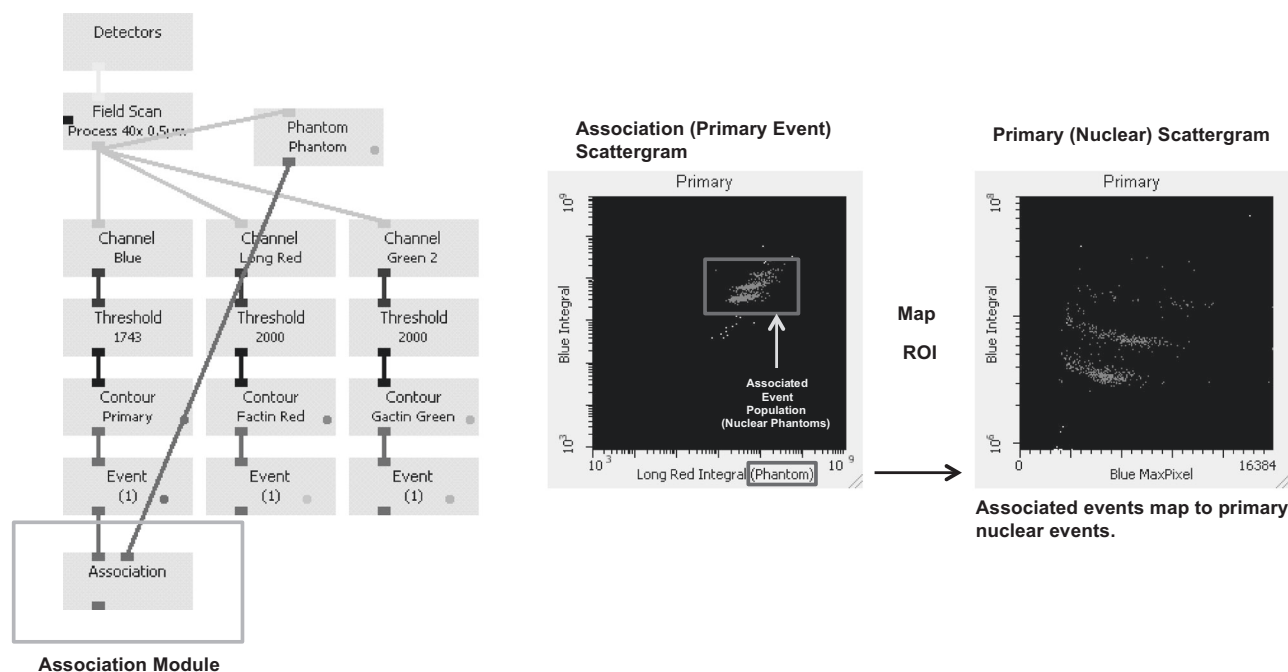 Detectors
Field Scan
Process 40x 0,5µm
Phantom
Phantom
Channel
Blue
Channel
Long Red
Channel
Green 2
Threshold
1743
Threshold
2000
Threshold
2000
Contour
Primary
Contour
Factin Red
Contour
Gactin Green
Event
(1)
Event
(1)
Event
(1)
Association
Association Module
Association (Primary Event)
Scattergram
Primary
10^9
Blue Integral
10^3
10^3
10^9
Long Red Integral (Phantom)
Associated
Event
Population
(Nuclear Phantoms)
Map
ROI
Primary (Nuclear) Scattergram
Primary
10^8
Blue Integral
10^6
0
16384
Blue MaxPixel
Associated events map to primary
nuclear events.